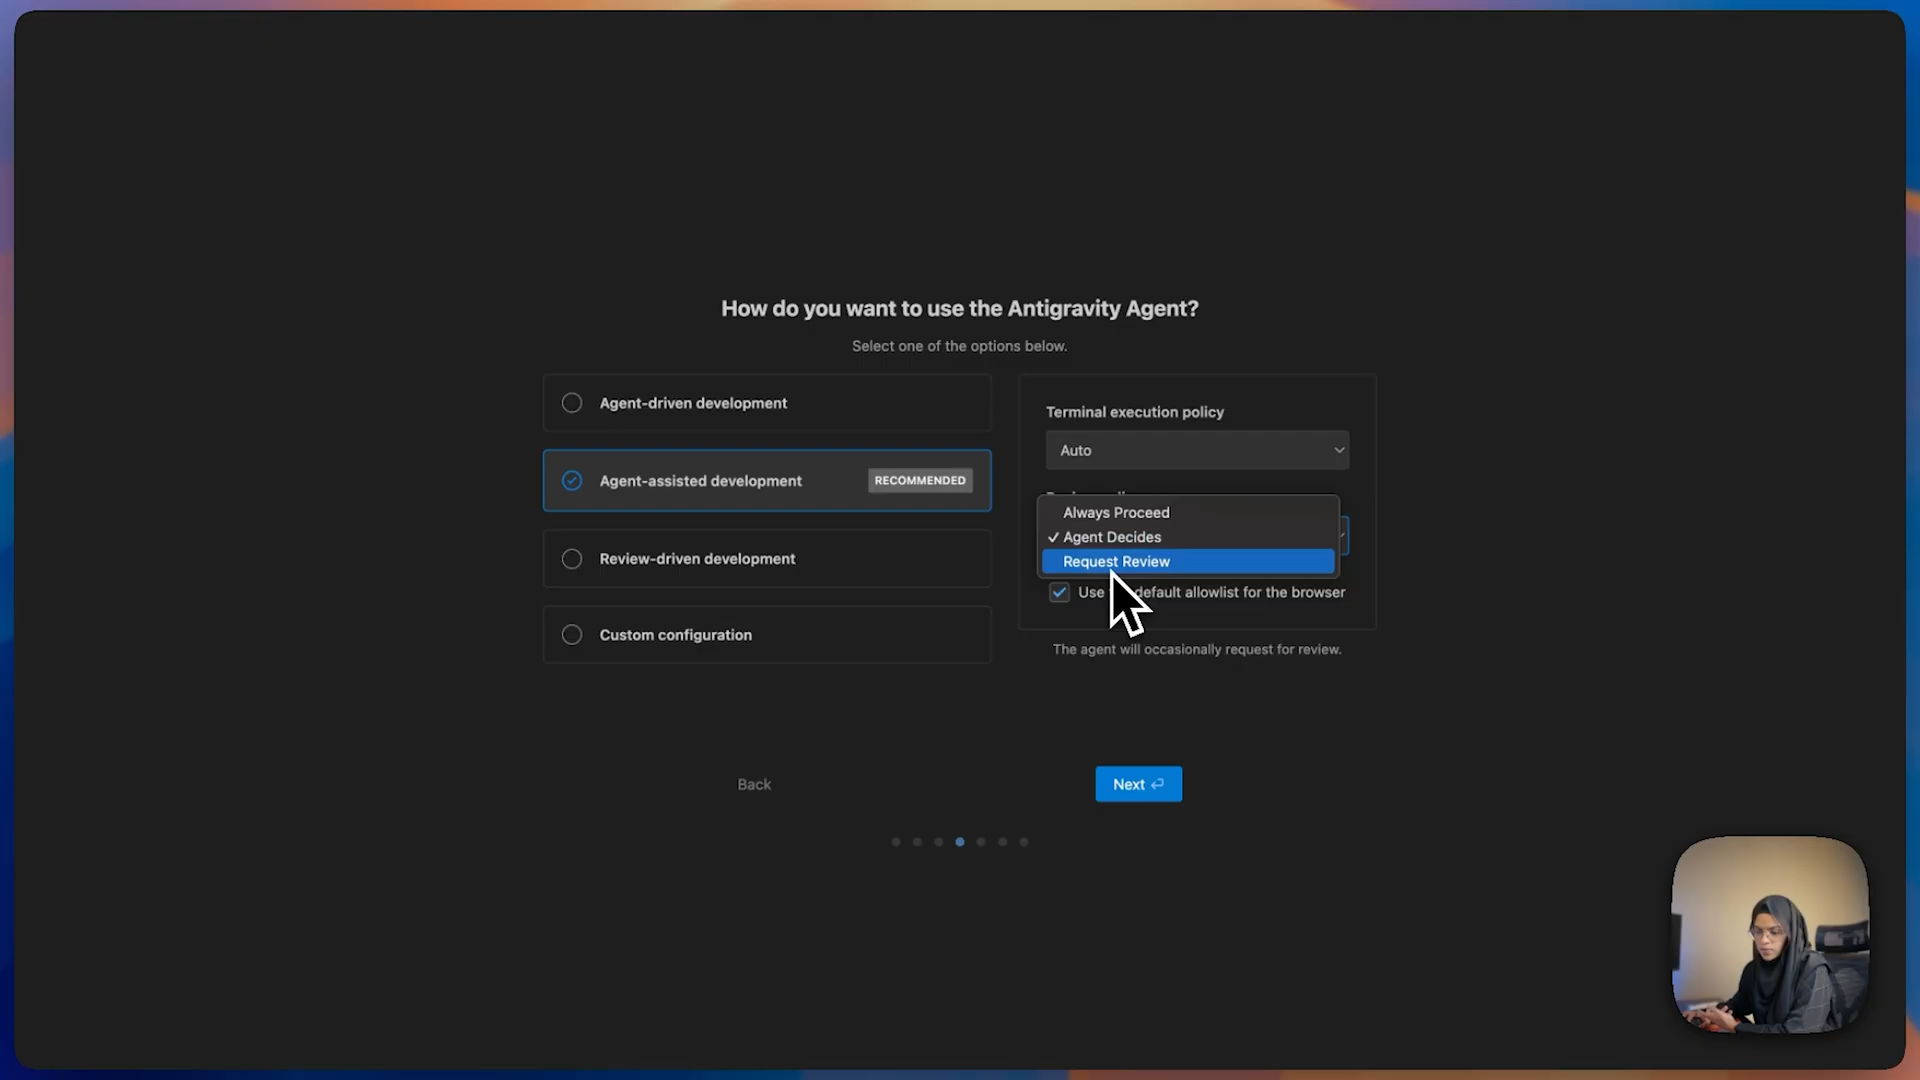 How do you want to use the Antigravity Agent?
Select one of the options below.
Agent-driven development
Agent-assisted development
RECOMMENDED
Review-driven development
Custom configuration
Terminal execution policy
Auto
Always Proceed
✓ Agent Decides
Request Review
Use default allowlist for the browser
The agent will occasionally request for review.
Back
Next ⏎